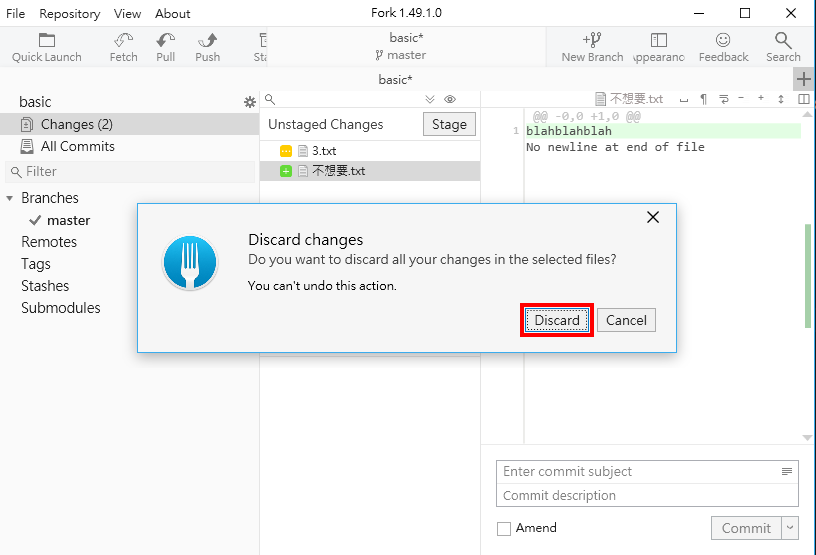 File Repository View About Fork 1.49.1.0
Quick Launch Fetch Pull Push Sta basic* master New Branch Appearance Feedback Search
basic*
basic
Changes (2)
All Commits
Filter
Branches
master
Remotes
Tags
Stashes
Submodules
Unstaged Changes Stage
3.txt
不想要.txt
不想要.txt
@@ -0,0 +1,0 @@
1 blahblahblah
No newline at end of file
Discard changes
Do you want to discard all your changes in the selected files?
You can't undo this action.
Discard Cancel
Enter commit subject
Commit description
Amend Commit